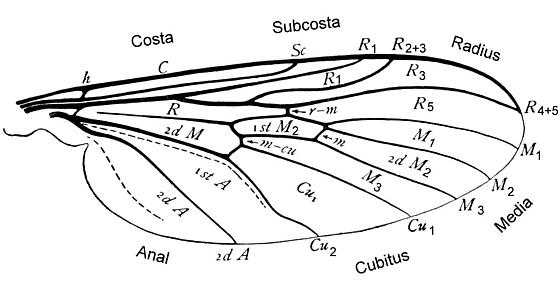 Costa
Subcosta
Sc
R1
R2+3
Radius
h
C
R1
R3
R
r-m
R5
R4+5
2d M
1st M2
m
M1
m-cu
2d M2
M1
1st A
M3
M2
Cu1
M3
Media
2d A
Cu1
Anal
2d A
Cu2
Cubitus